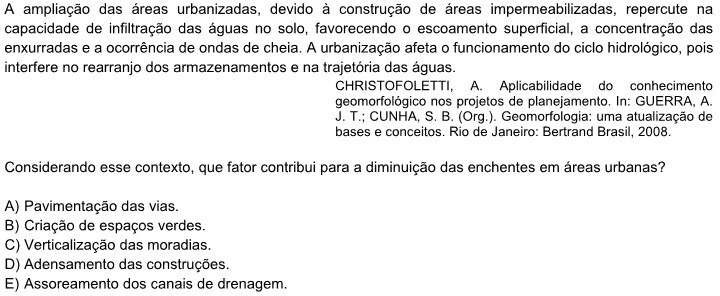 A ampliação das áreas urbanizadas, devido à construção de áreas impermeabilizadas, repercute na
capacidade de infiltração das águas no solo, favorecendo o escoamento superficial, a concentração das
enxurradas e a ocorrência de ondas de cheia. A urbanização afeta o funcionamento do ciclo hidrológico, pois
interfere no rearranjo dos armazenamentos e na trajetória das águas.
CHRISTOFOLETTI, A. Aplicabilidade do conhecimento
geomorfológico nos projetos de planejamento. In: GUERRA, A.
J. T.; CUNHA, S. B. (Org.). Geomorfologia: uma atualização de
bases e conceitos. Rio de Janeiro: Bertrand Brasil, 2008.
Considerando esse contexto, que fator contribui para a diminuição das enchentes em áreas urbanas?
A) Pavimentação das vias.
B) Criação de espaços verdes.
C) Verticalização das moradias.
D) Adensamento das construções.
E) Assoreamento dos canais de drenagem.